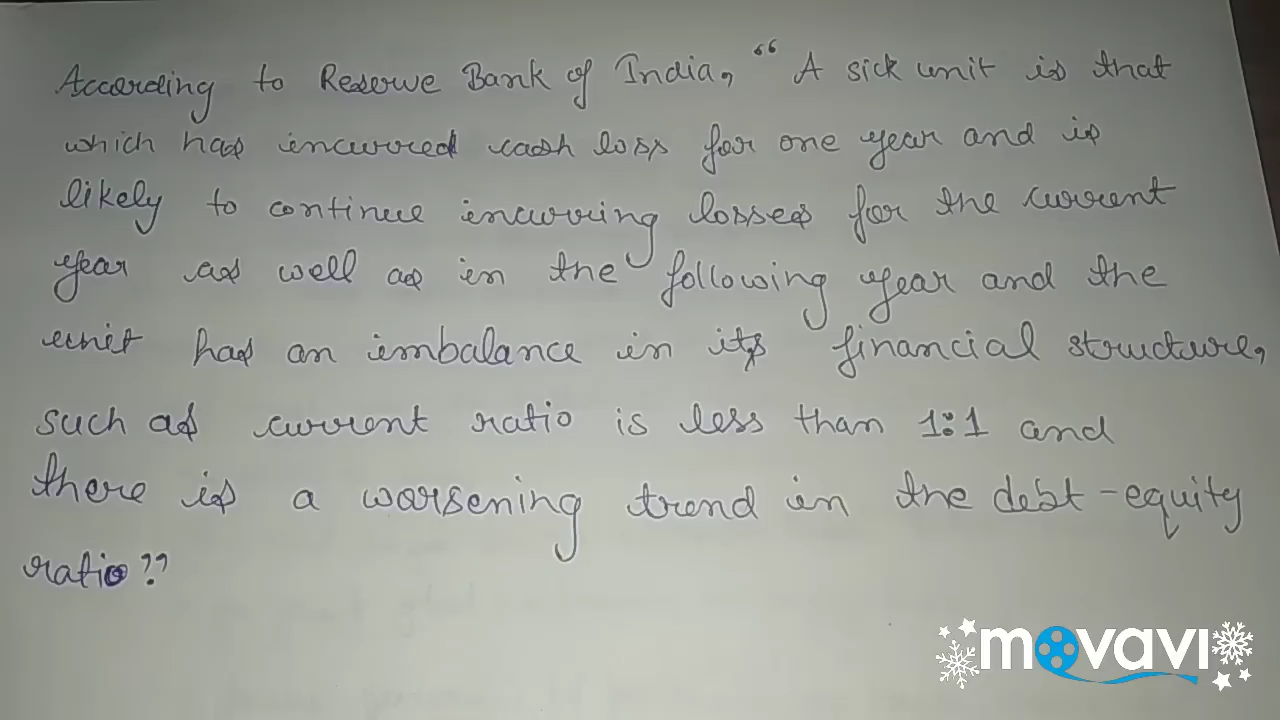 According to Reserve Bank of India, “ A sick unit is that
which has incurred cash loss for one year and is
likely to continue incurring losses for the current
year as well as in the following year and the
unit has an imbalance in its financial structure,
such as current ratio is less than 1:1 and
there is a worsening trend in the debt-equity
ratio”
movavi